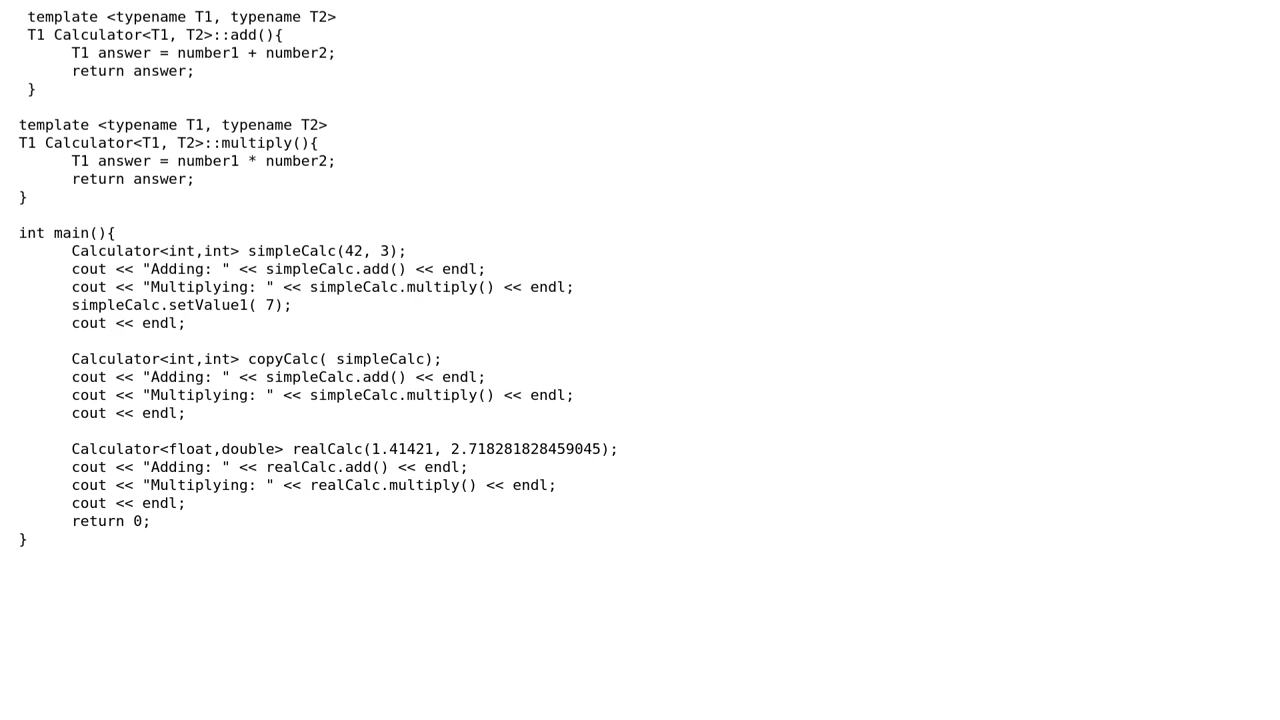 template <typename T1, typename T2>
T1 Calculator<T1, T2>::add(){
T1 answer = number1 + number2;
return answer;
}
template <typename T1, typename T2>
T1 Calculator<T1, T2>::multiply(){
T1 answer = number1 * number2;
return answer;
}
int main(){
Calculator<int,int> simpleCalc(42, 3);
cout << "Adding: " << simpleCalc.add() << endl;
cout << "Multiplying: " << simpleCalc.multiply() << endl;
simpleCalc.setValue1( 7);
cout << endl;
Calculator<int,int> copyCalc( simpleCalc);
cout << "Adding: " << simpleCalc.add() << endl;
cout << "Multiplying: " << simpleCalc.multiply() << endl;
cout << endl;
Calculator<float,double> realCalc(1.41421, 2.718281828459045);
cout << "Adding: " << realCalc.add() << endl;
cout << "Multiplying: " << realCalc.multiply() << endl;
cout << endl;
return 0;
}